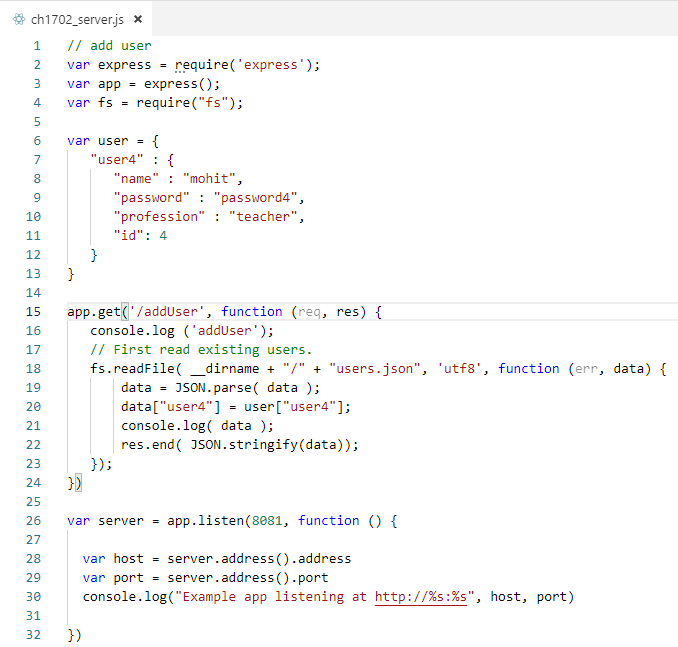 ch1702_server.js ×
1 // add user
2 var express = require('express');
3 var app = express();
4 var fs = require("fs");
5
6 var user = {
7 "user4" : {
8 "name" : "mohit",
9 "password" : "password4",
10 "profession" : "teacher",
11 "id": 4
12 }
13 }
14
15 app.get('/addUser', function (req, res) {
16 console.log ('addUser');
17 // First read existing users.
18 fs.readFile( __dirname + "/" + "users.json", 'utf8', function (err, data) {
19 data = JSON.parse( data );
20 data["user4"] = user["user4"];
21 console.log( data );
22 res.end( JSON.stringify(data));
23 });
24 })
25
26 var server = app.listen(8081, function () {
27
28 var host = server.address().address
29 var port = server.address().port
30 console.log("Example app listening at http://%s:%s", host, port)
31
32 })